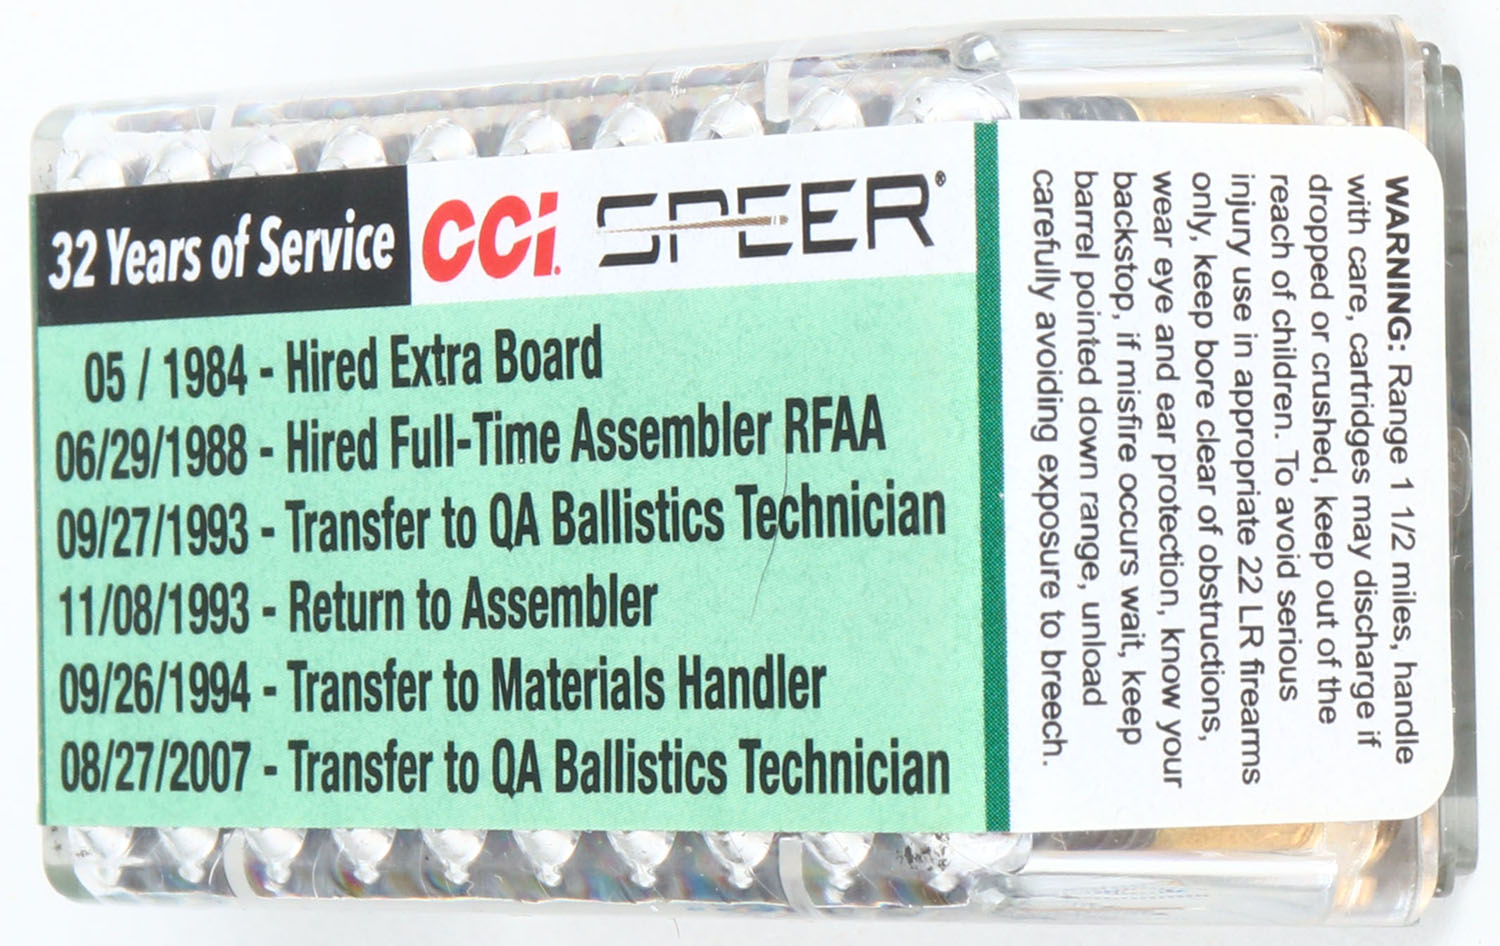 32 Years of Service CCI. SPEER®
05 / 1984 - Hired Extra Board
06/29/1988 - Hired Full-Time Assembler RFAA
09/27/1993 - Transfer to QA Ballistics Technician
11/08/1993 - Return to Assembler
09/26/1994 - Transfer to Materials Handler
08/27/2007 - Transfer to QA Ballistics Technician
WARNING: Range 1 1/2 miles, handle
with care, cartridges may discharge if
dropped or crushed, keep out of the
reach of children. To avoid serious
injury use in appropriate 22 LR firearms
only, keep bore clear of obstructions,
wear eye and ear protection, know your
backstop, if misfire occurs wait, keep
barrel pointed down range, unload
carefully avoiding exposure to breech.